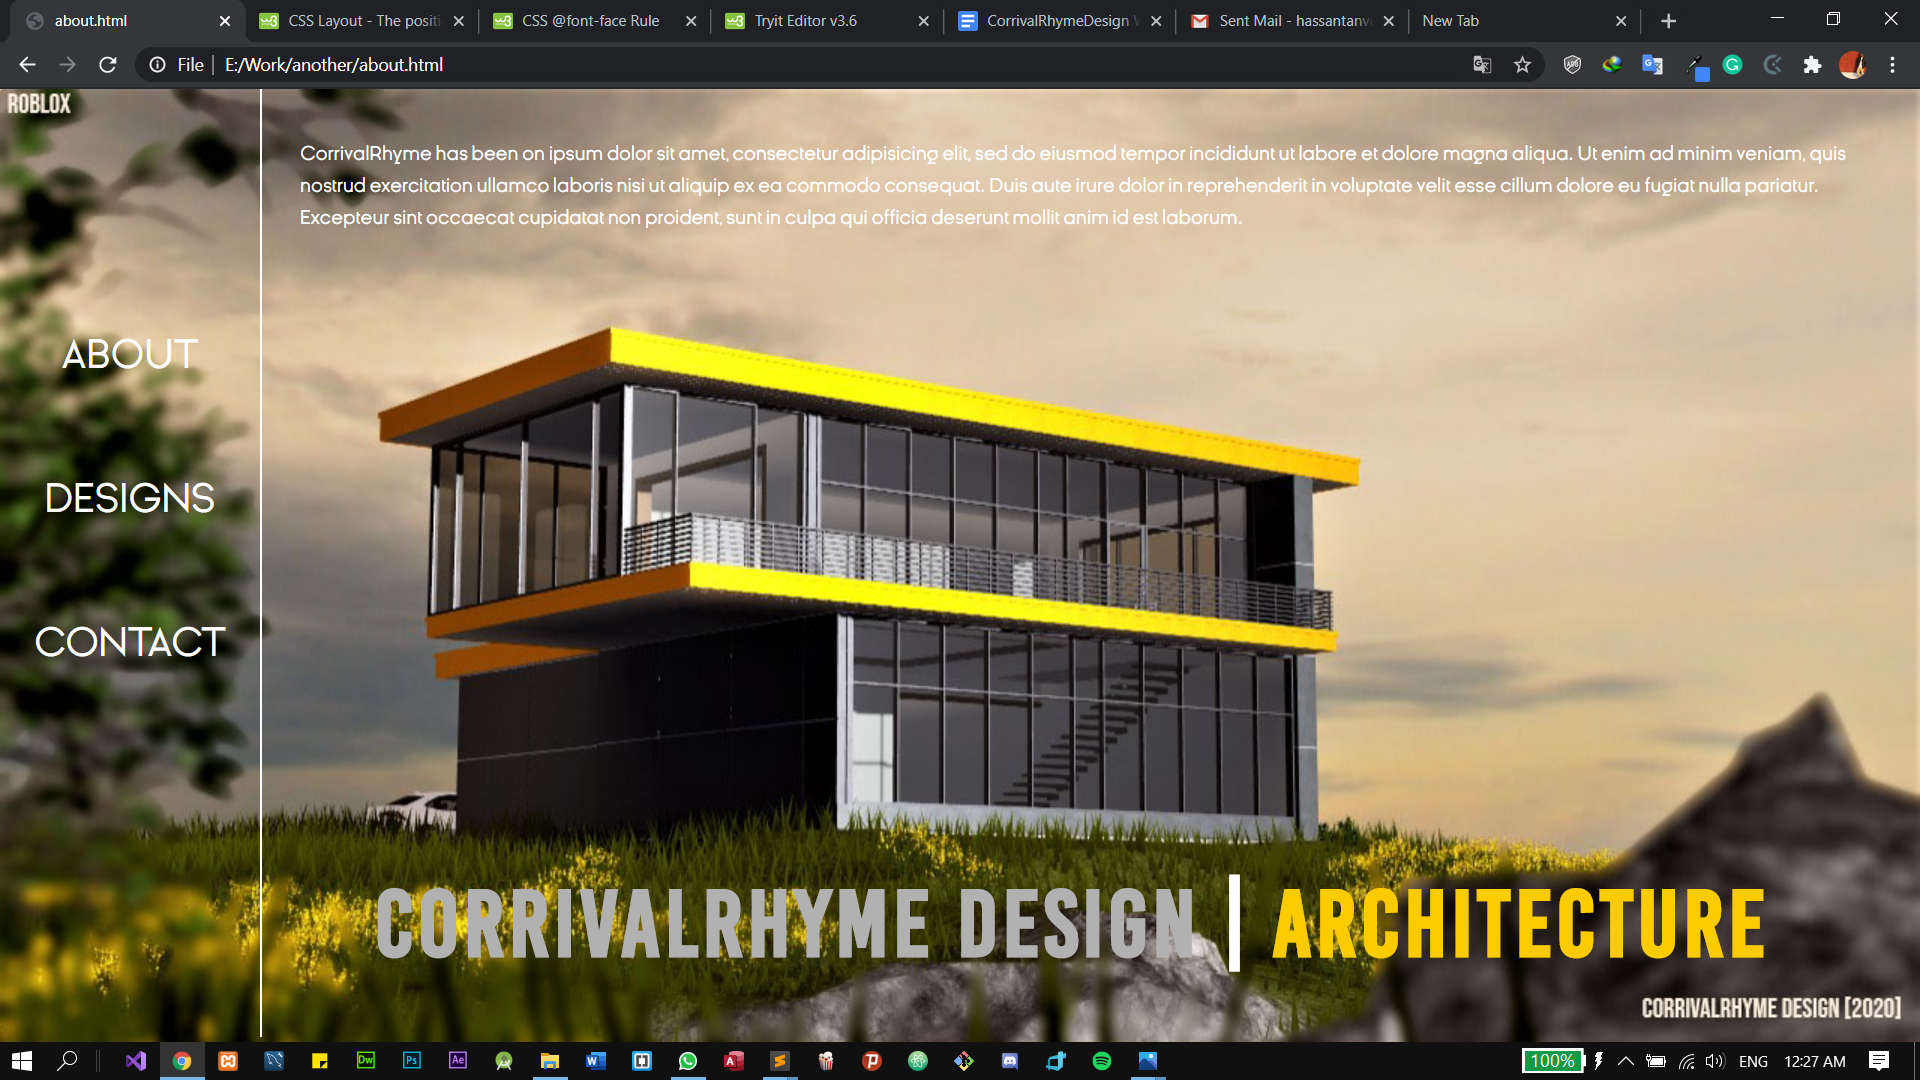 about.html
CSS Layout - The positi
CSS @font-face Rule
Tryit Editor v3.6
CorrivalRhymeDesign W
Sent Mail - hassantanve
New Tab
File
E:/Work/another/about.html
ROBLOX
CorrivalRhyme has been on ipsum dolor sit amet, consectetur adipisicing elit, sed do eiusmod tempor incididunt ut labore et dolore magna aliqua. Ut enim ad minim veniam, quis
nostrud exercitation ullamco laboris nisi ut aliquip ex ea commodo consequat. Duis aute irure dolor in reprehenderit in voluptate velit esse cillum dolore eu fugiat nulla pariatur.
Excepteur sint occaecat cupidatat non proident, sunt in culpa qui officia deserunt mollit anim id est laborum.
ABOUT
DESIGNS
CONTACT
CORRIVALRHYME DESIGN | ARCHITECTURE
CORRIVALRHYME DESIGN [2020]
100%
ENG
12:27 AM